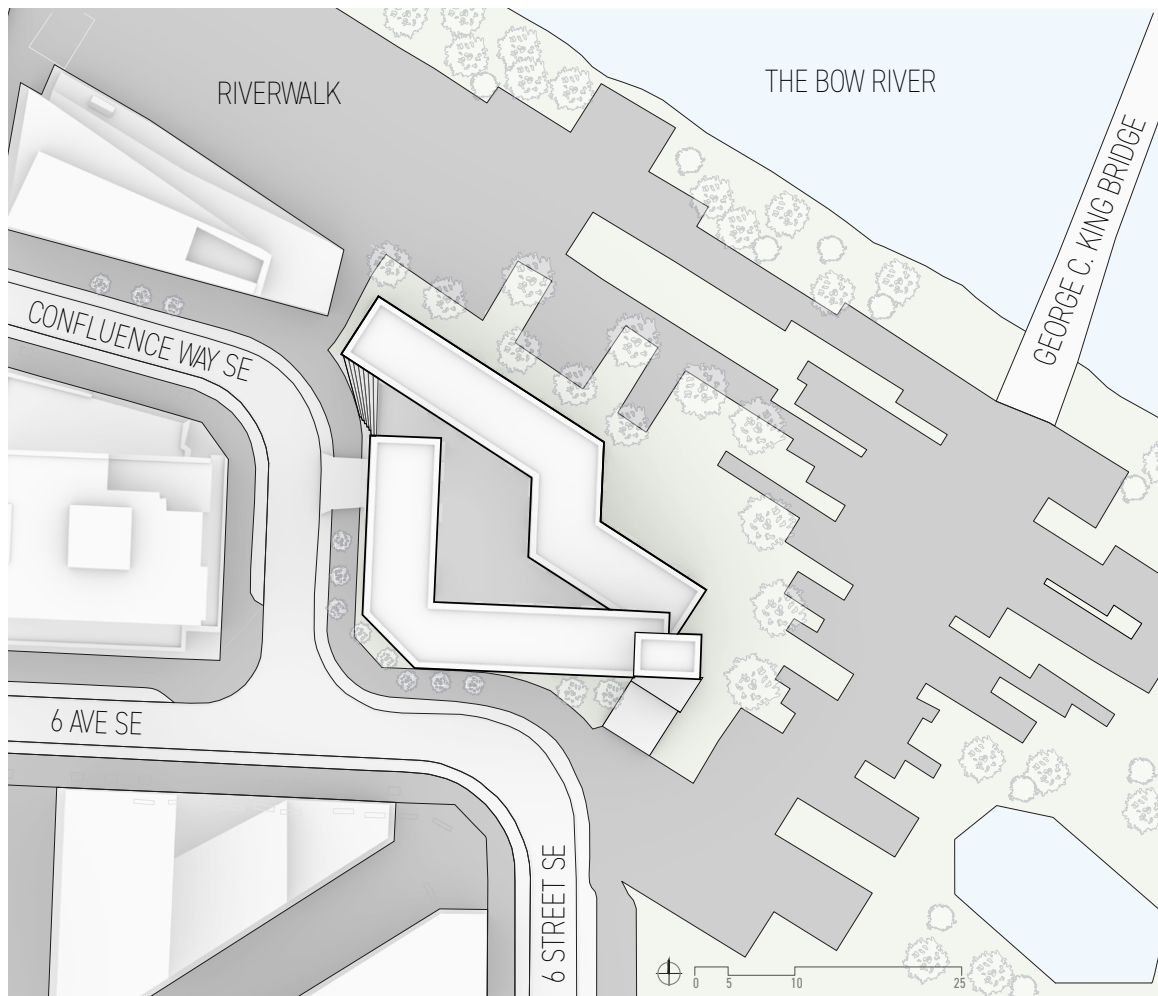 THE BOW RIVER
RIVERWALK
GEORGE C. KING BRIDGE
CONFLUENCE WAY SE
6 AVE SE
6 STREET SE
0 5 10 25